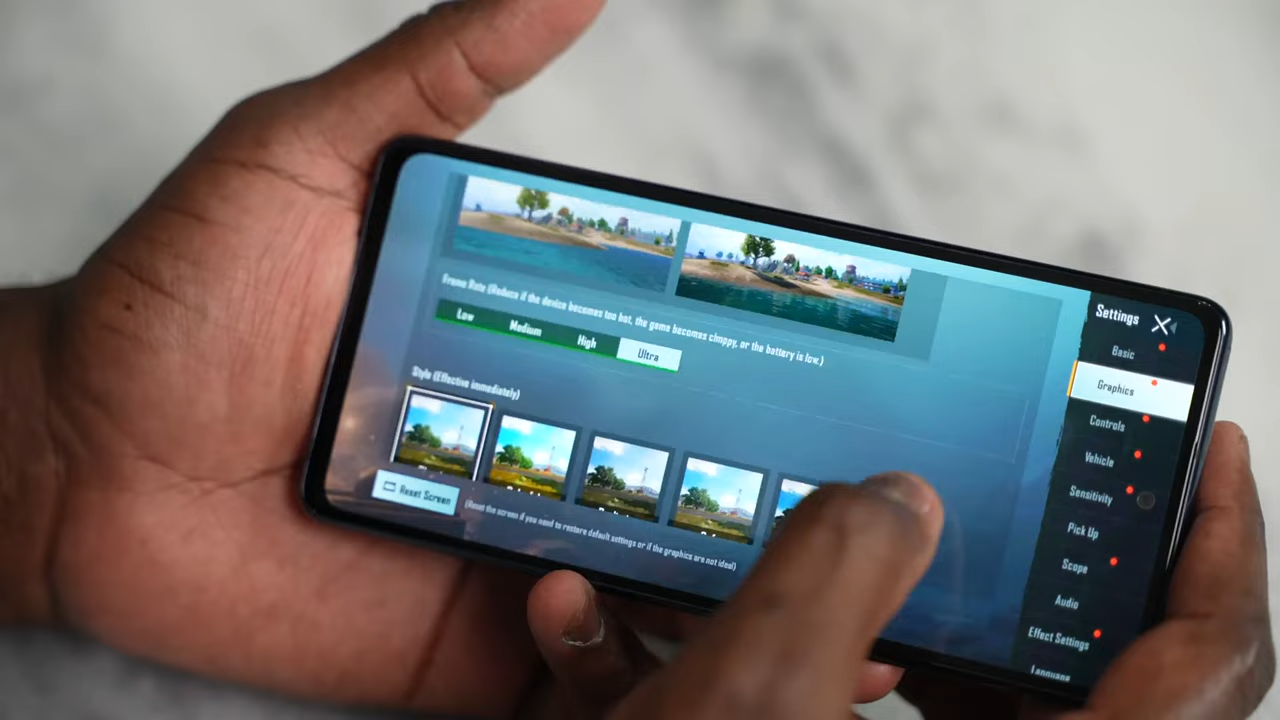 Frame Rate (Reduce if the device becomes too hot, the game becomes choppy, or the battery is low.)
Low
Medium
High
Ultra
Style (Effective immediately)
Reset Screen
(Reset the screen if you need to restore default settings or if the graphics are not ideal)
Settings
Basic
Graphics
Controls
Vehicle
Sensitivity
Pick Up
Scope
Audio
Effect Settings
Language